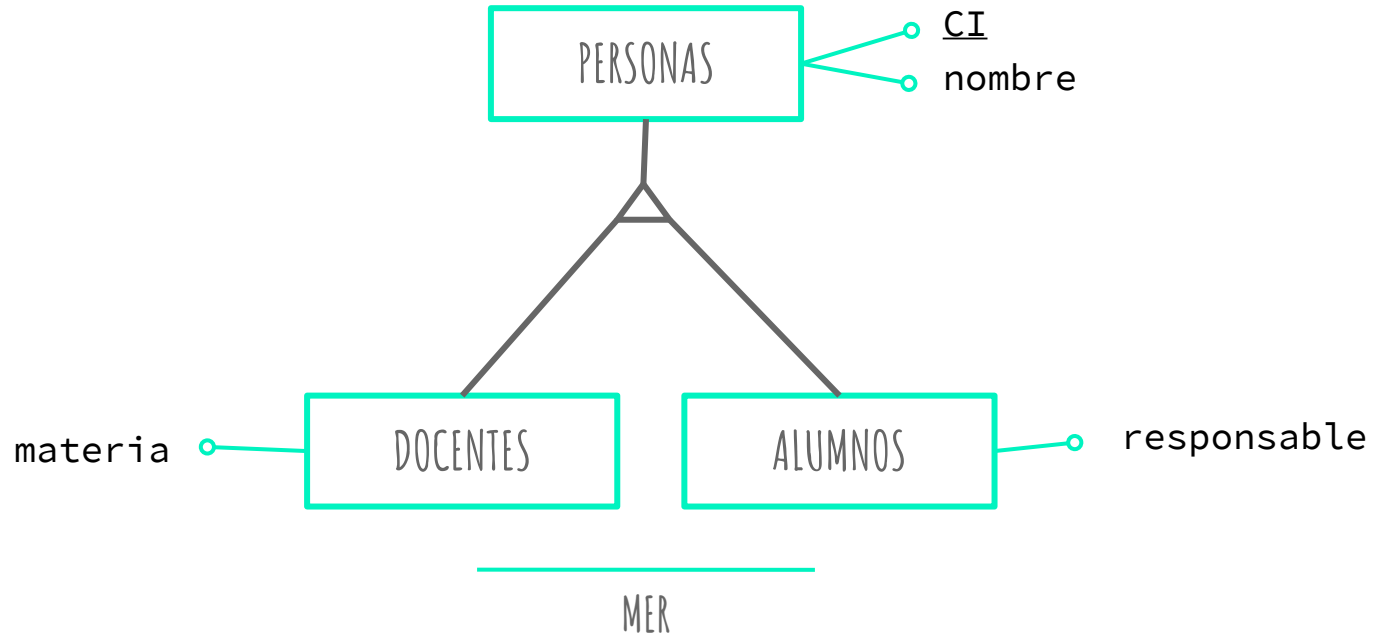 PERSONAS
CI
nombre
materia
DOCENTES
ALUMNOS
responsable
MER